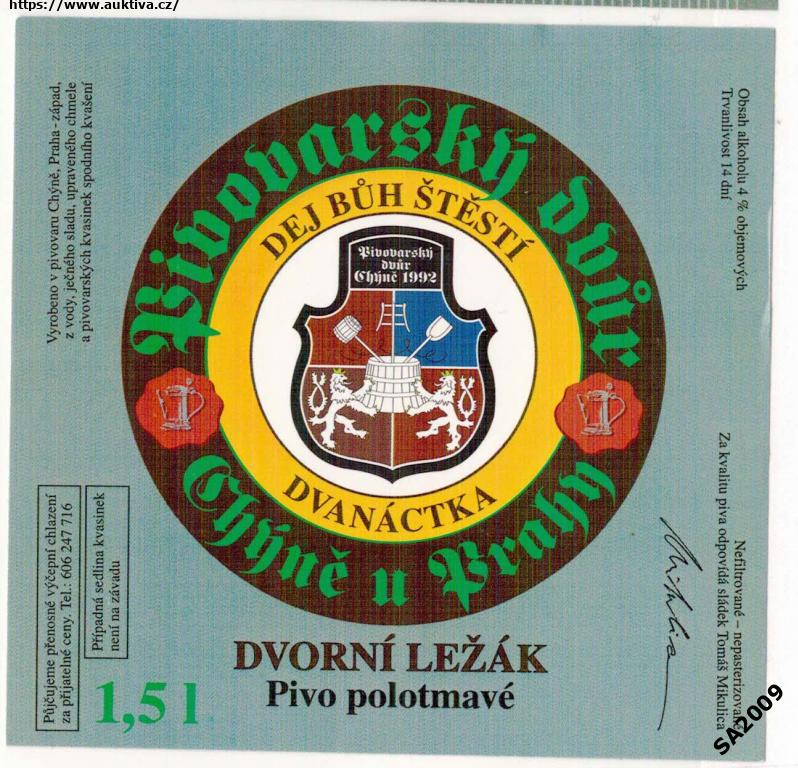 https://www.auktiva.cz/
Vyrobeno v pivovaru Chýně, Praha - západ,
z vody, ječného sladu, upraveného chmele
a pivovarských kvasinek spodního kvašení
Pivovarský dvůr
DEJ BŮH ŠTĚSTÍ
Pivovarský
dvůr
Chýně 1992
DVANÁCTKA
Chýně u Prahy
Obsah alkoholu 4 % objemových
Trvanlivost 14 dní
Půjčujeme přenosné výčepní chlazení
za přijatelné ceny. Tel.: 606 247 716
Případná sedlina kvasinek
není na závadu
1,5 l
DVORNÍ LEŽÁK
Pivo polotmavé
Nefiltrované – nepasterizované
Za kvalitu piva odpovídá sládek Tomáš Mikulica
Mikulica
SA2009